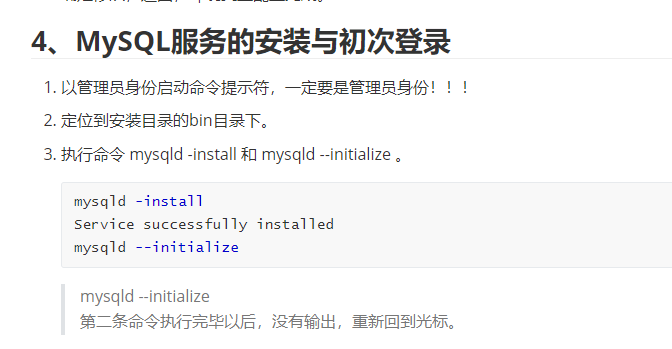 4、MySQL服务的安装与初次登录
1. 以管理员身份启动命令提示符，一定要是管理员身份！！！
2. 定位到安装目录的bin目录下。
3. 执行命令 mysqld -install 和 mysqld --initialize 。
mysqld -install
Service successfully installed
mysqld --initialize
mysqld --initialize
第二条命令执行完毕以后，没有输出，重新回到光标。